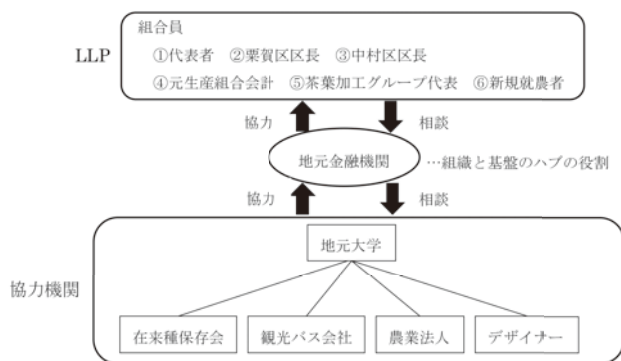 組合員
LLP
①代表者 ②粟賀区区長 ③中村区区長
④元生産組合会計 ⑤茶葉加工グループ代表 ⑥新規就農者
協力 相談
地元金融機関 …組織と基盤のハブの役割
協力 相談
地元大学
協力機関
在来種保存会 観光バス会社 農業法人 デザイナー